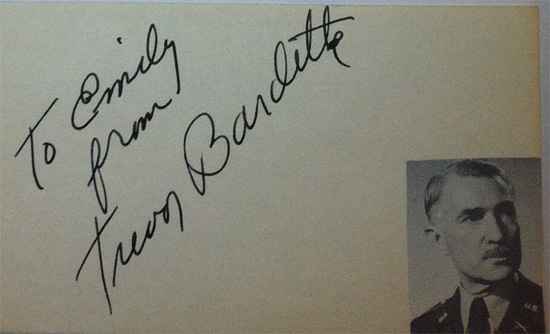 To Emily
from
Trevor Bardette